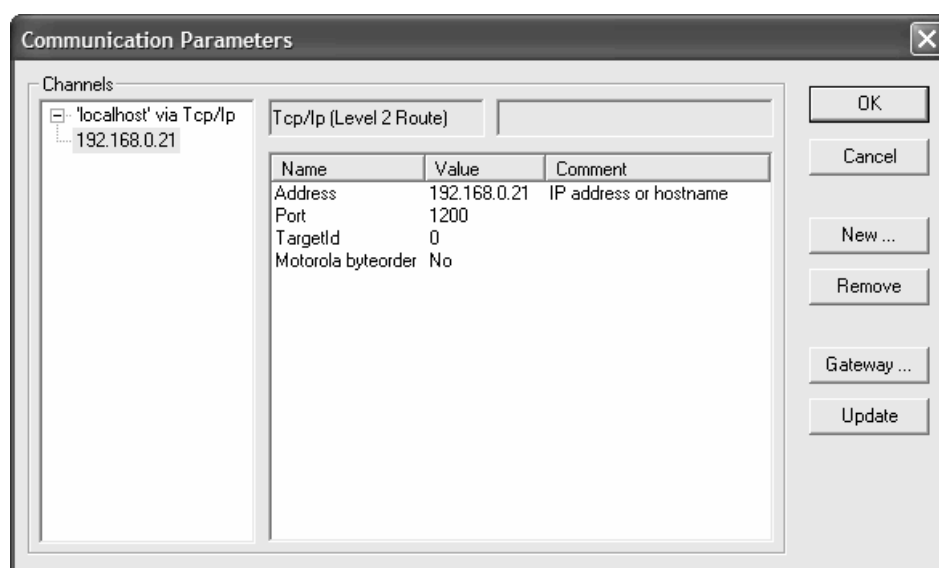 Communication Parameters
Channels
'localhost' via Tcp/Ip
192.168.0.21
Tcp/Ip (Level 2 Route)
Name Value Comment
Address 192.168.0.21 IP address or hostname
Port 1200
TargetId 0
Motorola byteorder No
OK
Cancel
New ...
Remove
Gateway ...
Update